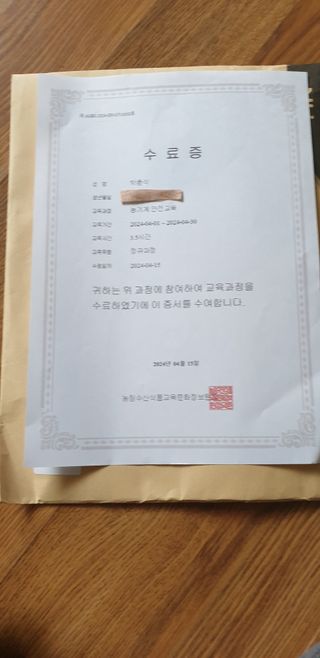 수 료 증
성 명
생년월일
교육과정 농기계 안전교육
교육기간 2024-04-01 ~ 2024-04-30
교육시간 3.5시간
교육유형 정규과정
수료일자 2024-04-15
귀하는 위 과정에 참여하여 교육과정을
수료하였기에 이 증서를 수여합니다.
2024년 04월 15일
농림수산식품교육문화정보원